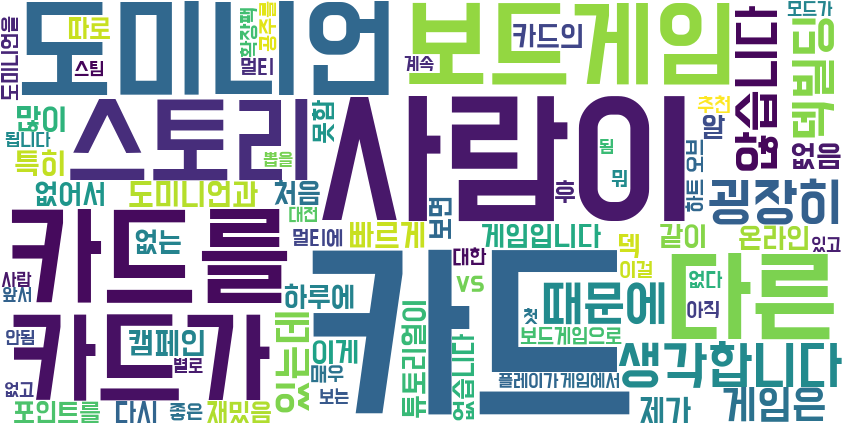 도미니언을
따로
스팀
도미니언
확장팩
공주를
멀티
보드게임
카드의
계속
모드가
않습니다
덱빌딩
많이
됩니다
특히
스토리
못함
사람이
뽑을
됨
뭐
후
추천
알
오빈
하트
없음
없어서
도미니언과
처음
대전
멀티에
빠르게
보면
게임입니다
덱
같이
온라인
있고
굉장히
카드를
없는
사람
앞서
하루에
카드
대한
vs
이걸
없다
아직
다른
첫
때문에
보드게임으로
안됨
카드가
캠페인
별로
있는데
이게
매우
보는
튜토리얼이
없습니다
플레이가
게임에서
생각합니다
없고
포인트를
다시
좋은
재밌음
제가
게임은